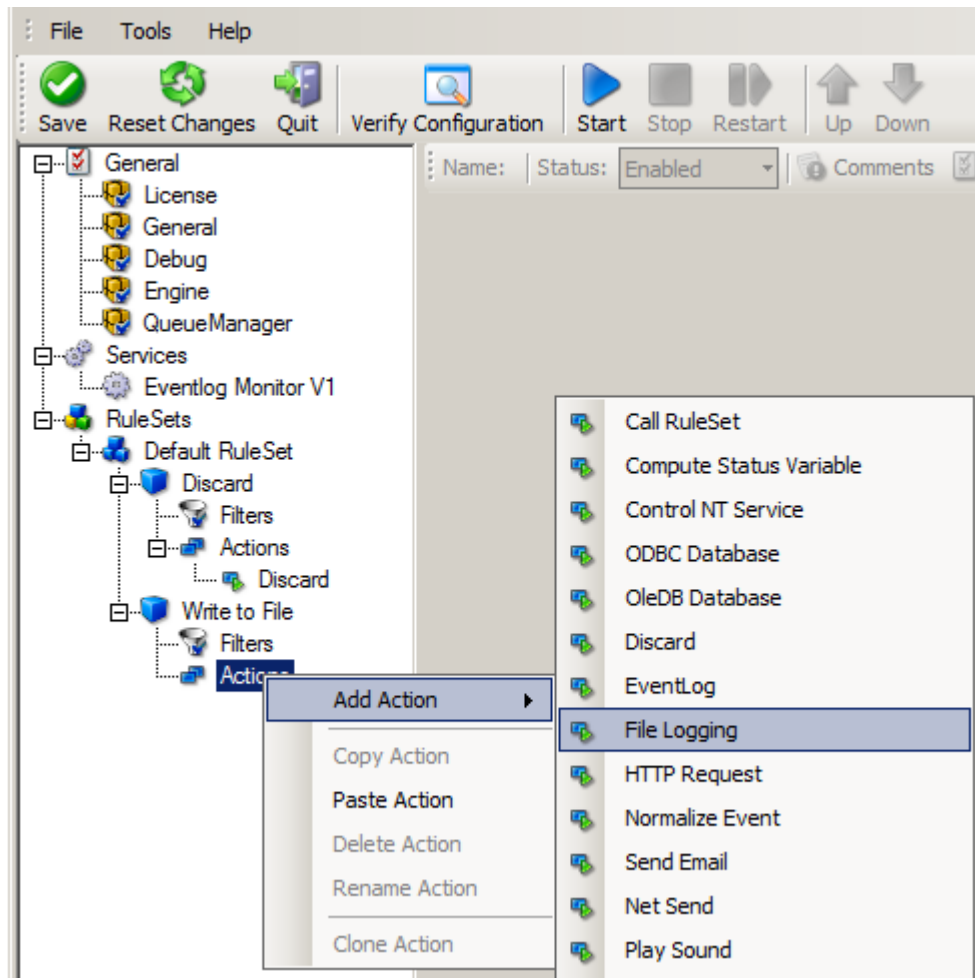 File Tools Help
Save Reset Changes Quit Verify Configuration Start Stop Restart Up Down
Name: Status: Enabled Comments
General
License
General
Debug
Engine
QueueManager
Services
Eventlog Monitor V1
RuleSets
Default RuleSet
Discard
Filters
Actions
Discard
Write to File
Filters
Add Action
Copy Action
Paste Action
Delete Action
Rename Action
Clone Action
Call RuleSet
Compute Status Variable
Control NT Service
ODBC Database
OleDB Database
Discard
EventLog
File Logging
HTTP Request
Normalize Event
Send Email
Net Send
Play Sound